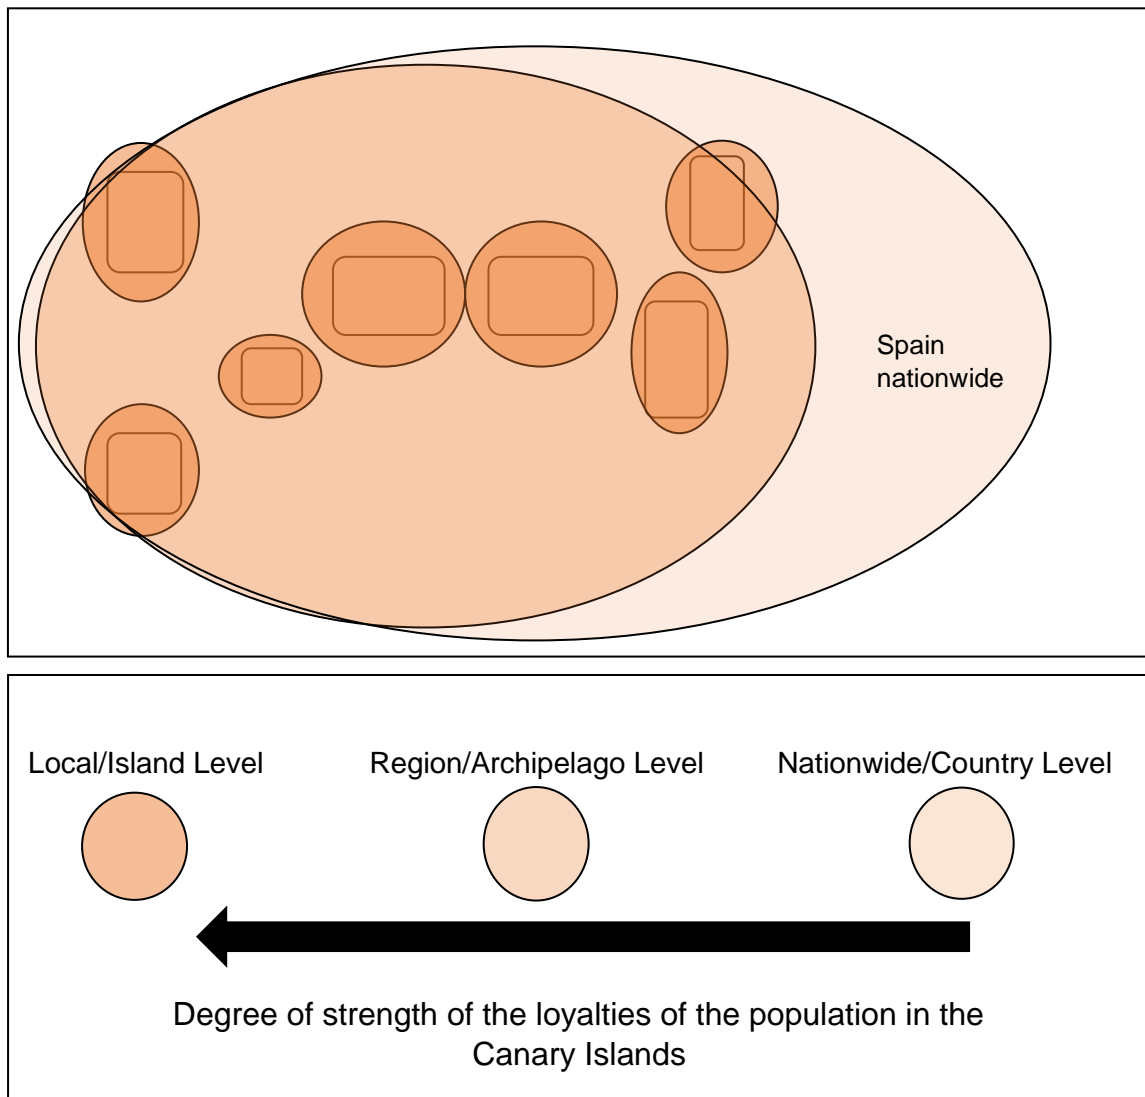 Spain
nationwide
Local/Island Level
Region/Archipelago Level
Nationwide/Country Level
Degree of strength of the loyalties of the population in the
Canary Islands